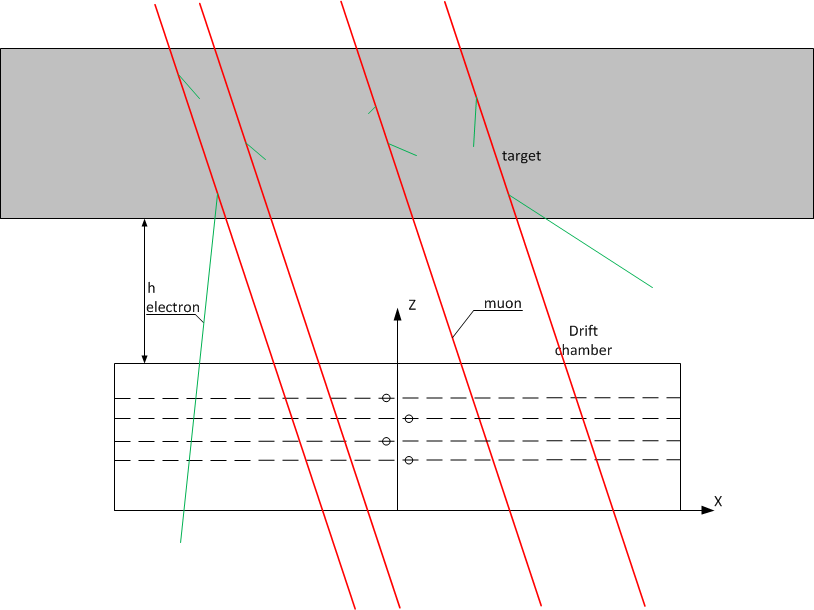 target
h
electron
Z
muon
Drift
chamber
X